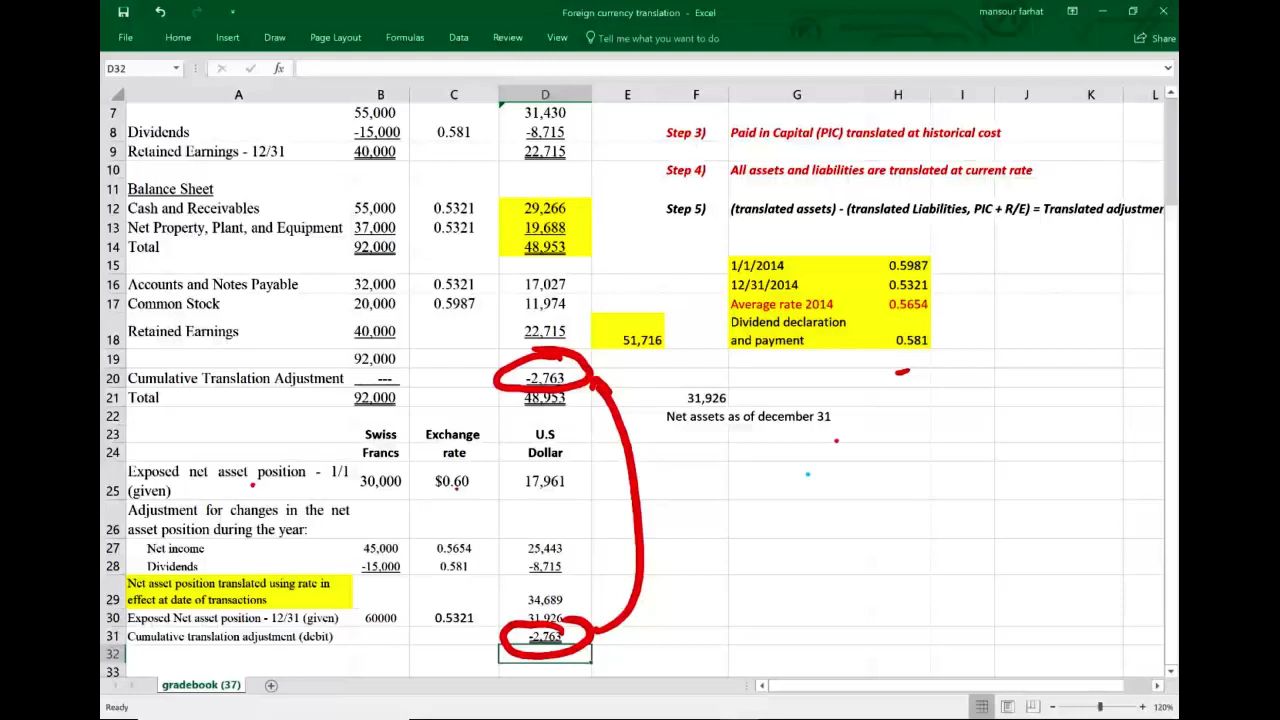 Foreign currency translation - Excel
mansour farhat
File Home Insert Draw Page Layout Formulas Data Review View Tell me what you want to do Share
D32 fx
A B C D E F G H I J K L
7 55,000 31,430
8 Dividends -15,000 0.581 -8,715 Step 3) Paid in Capital (PIC) translated at historical cost
9 Retained Earnings - 12/31 40,000 22,715
10 Step 4) All assets and liabilities are translated at current rate
11 Balance Sheet
12 Cash and Receivables 55,000 0.5321 29,266 Step 5) (translated assets) - (translated Liabilities, PIC + R/E) = Translated adjustmer
13 Net Property, Plant, and Equipment 37,000 0.5321 19,688
14 Total 92,000 48,953
15 1/1/2014 0.5987
16 Accounts and Notes Payable 32,000 0.5321 17,027 12/31/2014 0.5321
17 Common Stock 20,000 0.5987 11,974 Average rate 2014 0.5654
Dividend declaration
18 Retained Earnings 40,000 22,715 51,716 and payment 0.581
19 92,000
20 Cumulative Translation Adjustment --- -2,763
21 Total 92,000 48,953 31,926
22 Net assets as of december 31
23 Swiss Exchange U.S
24 Francs rate Dollar
Exposed net asset position - 1/1
25 (given) 30,000 $0.60 17,961
Adjustment for changes in the net
26 asset position during the year:
27 Net income 45,000 0.5654 25,443
28 Dividends -15,000 0.581 -8,715
Net asset position translated using rate in
29 effect at date of transactions 34,689
30 Exposed Net asset position - 12/31 (given) 60000 0.5321 31,926
31 Cumulative translation adjustment (debit) -2,763
32
33
gradebook (37)
Ready 120%